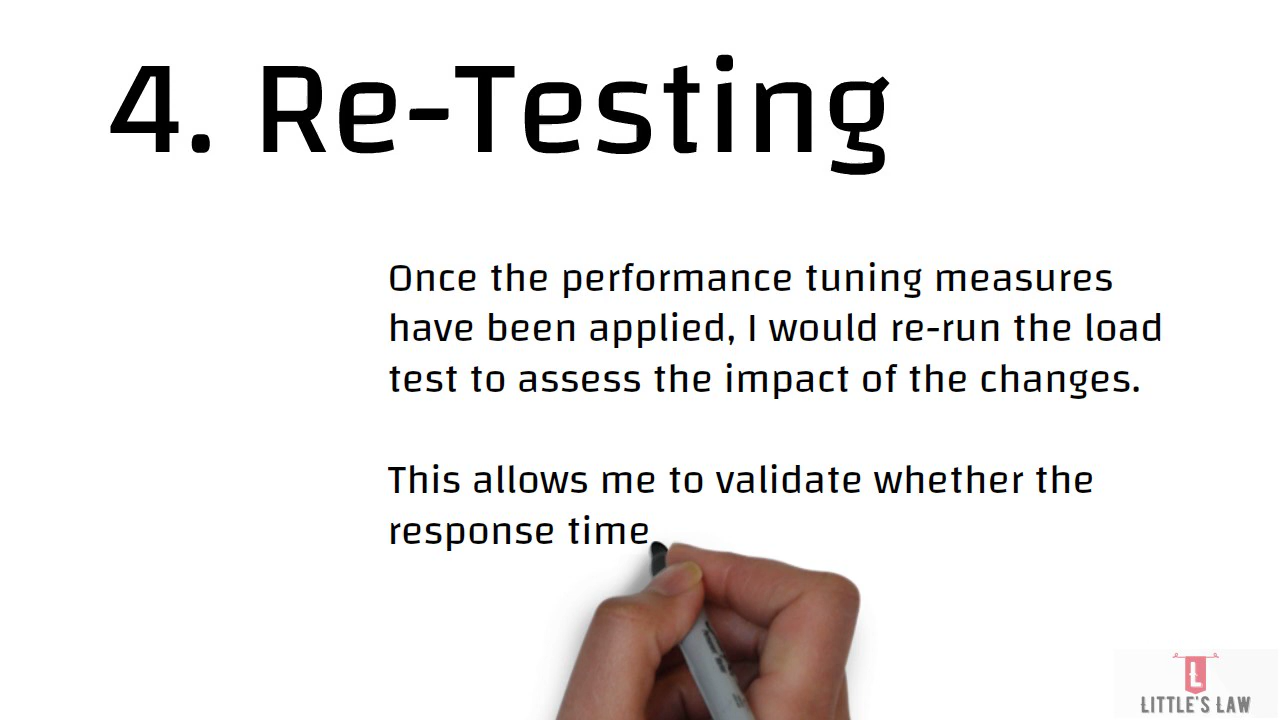 4. Re-Testing
Once the performance tuning measures
have been applied, I would re-run the load
test to assess the impact of the changes.
This allows me to validate whether the
response time
L
LITTLE'S LAW